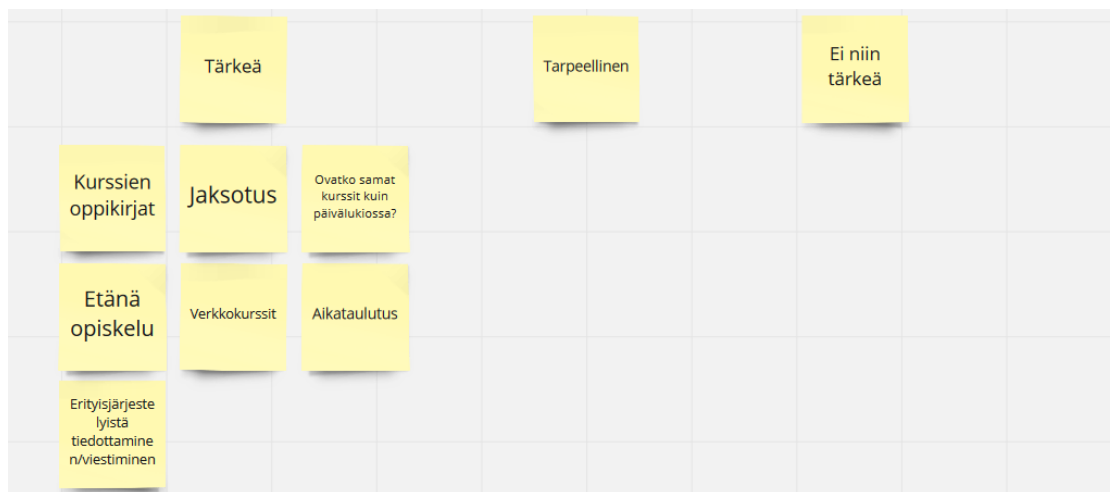 Tärkeä
Tarpeellinen
Ei niin
tärkeä
Kurssien
oppikirjat
Jaksotus
Ovatko samat
kurssit kuin
päivälukiossa?
Etänä
opiskelu
Verkkokurssit
Aikataulutus
Erityisjärjeste
lyistä
tiedottamine
n/viestiminen